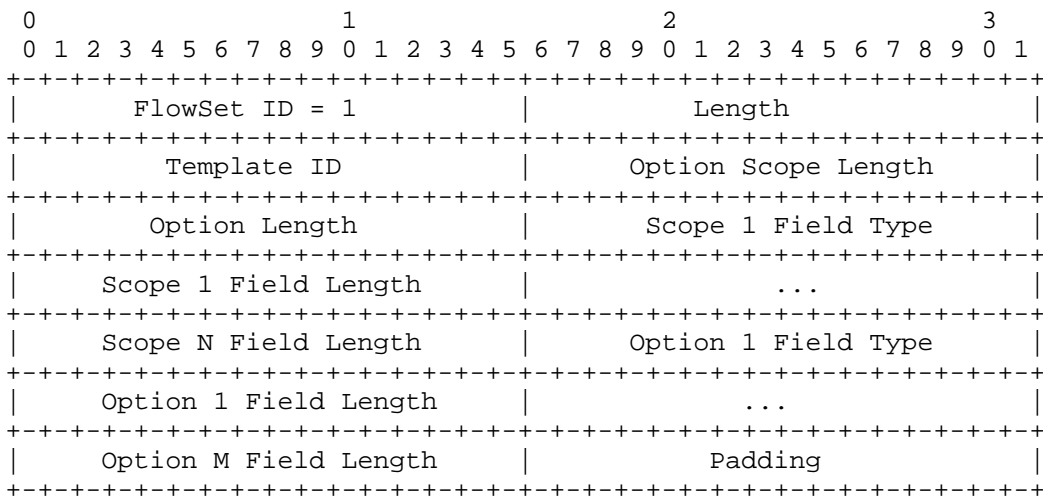 0                   1                   2                   3
 0 1 2 3 4 5 6 7 8 9 0 1 2 3 4 5 6 7 8 9 0 1 2 3 4 5 6 7 8 9 0 1
+-+-+-+-+-+-+-+-+-+-+-+-+-+-+-+-+-+-+-+-+-+-+-+-+-+-+-+-+-+-+-+-+
|       FlowSet ID = 1          |          Length               |
+-+-+-+-+-+-+-+-+-+-+-+-+-+-+-+-+-+-+-+-+-+-+-+-+-+-+-+-+-+-+-+-+
|         Template ID           |      Option Scope Length      |
+-+-+-+-+-+-+-+-+-+-+-+-+-+-+-+-+-+-+-+-+-+-+-+-+-+-+-+-+-+-+-+-+
|        Option Length          |       Scope 1 Field Type      |
+-+-+-+-+-+-+-+-+-+-+-+-+-+-+-+-+-+-+-+-+-+-+-+-+-+-+-+-+-+-+-+-+
|     Scope 1 Field Length      |               ...             |
+-+-+-+-+-+-+-+-+-+-+-+-+-+-+-+-+-+-+-+-+-+-+-+-+-+-+-+-+-+-+-+-+
|     Scope N Field Length      |      Option 1 Field Type      |
+-+-+-+-+-+-+-+-+-+-+-+-+-+-+-+-+-+-+-+-+-+-+-+-+-+-+-+-+-+-+-+-+
|     Option 1 Field Length     |             ...               |
+-+-+-+-+-+-+-+-+-+-+-+-+-+-+-+-+-+-+-+-+-+-+-+-+-+-+-+-+-+-+-+-+
|     Option M Field Length     |           Padding             |
+-+-+-+-+-+-+-+-+-+-+-+-+-+-+-+-+-+-+-+-+-+-+-+-+-+-+-+-+-+-+-+-+